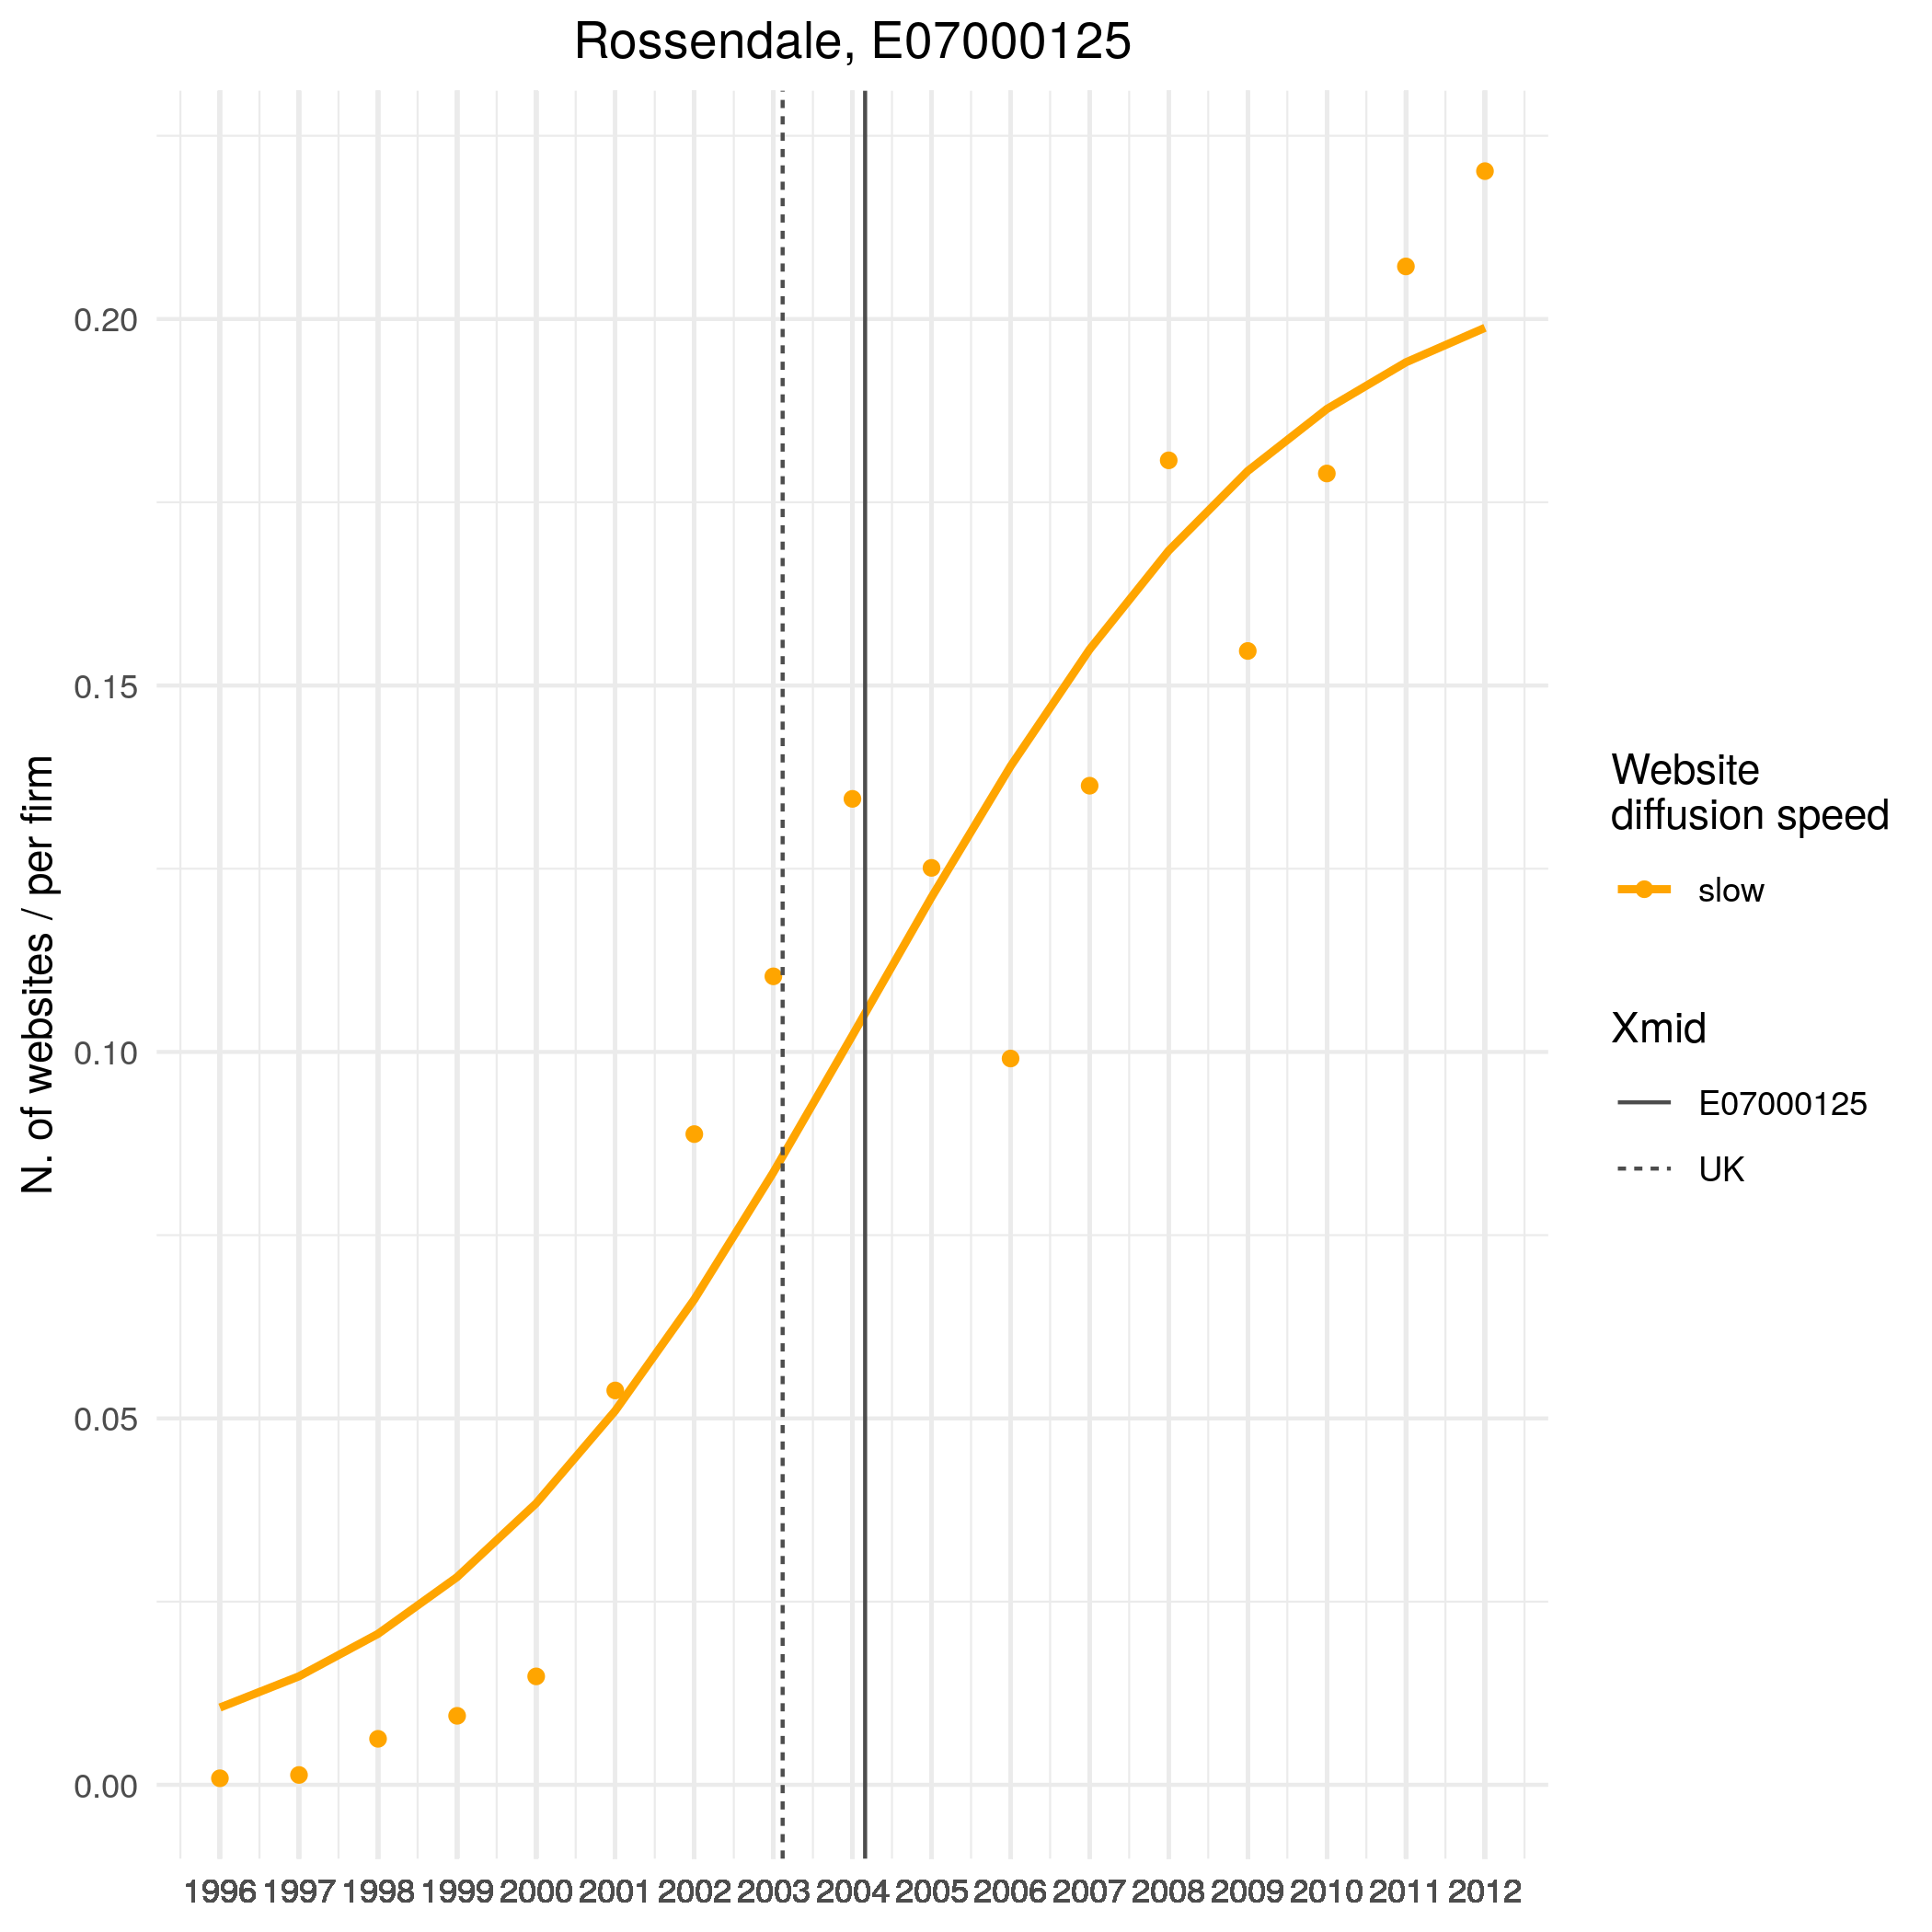 Rossendale, E07000125
N. of websites / per firm
0.20
0.15
0.10
0.05
0.00
1996 1997 1998 1999 2000 2001 2002 2003 2004 2005 2006 2007 2008 2009 2010 2011 2012
Website
diffusion speed
slow
Xmid
E07000125
UK